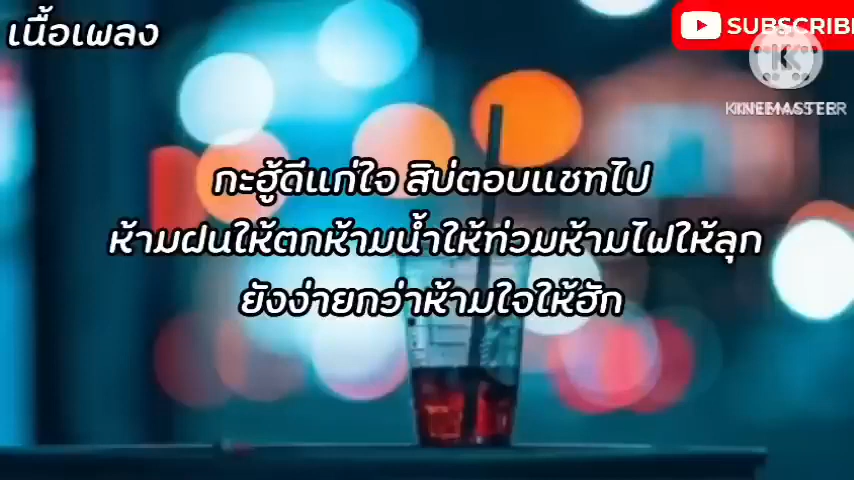 เนื้อเพลง
SUBSCRIBE
KINEMASTER
กะฮู้ดีแก่ใจ สิบ่ตอบแชทไป
ห้ามฝนให้ตกห้ามน้ำให้ท่วมห้ามไฟให้ลุก
ยังง่ายกว่าห้ามใจให้ฮัก